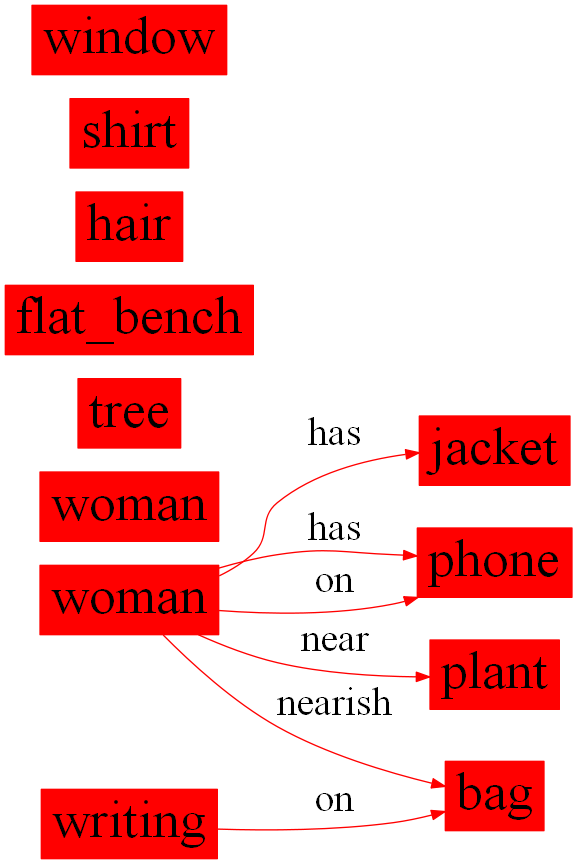 window
shirt
hair
flat_bench
tree
woman
has
jacket
woman
has
phone
on
near
plant
nearish
writing
on
bag